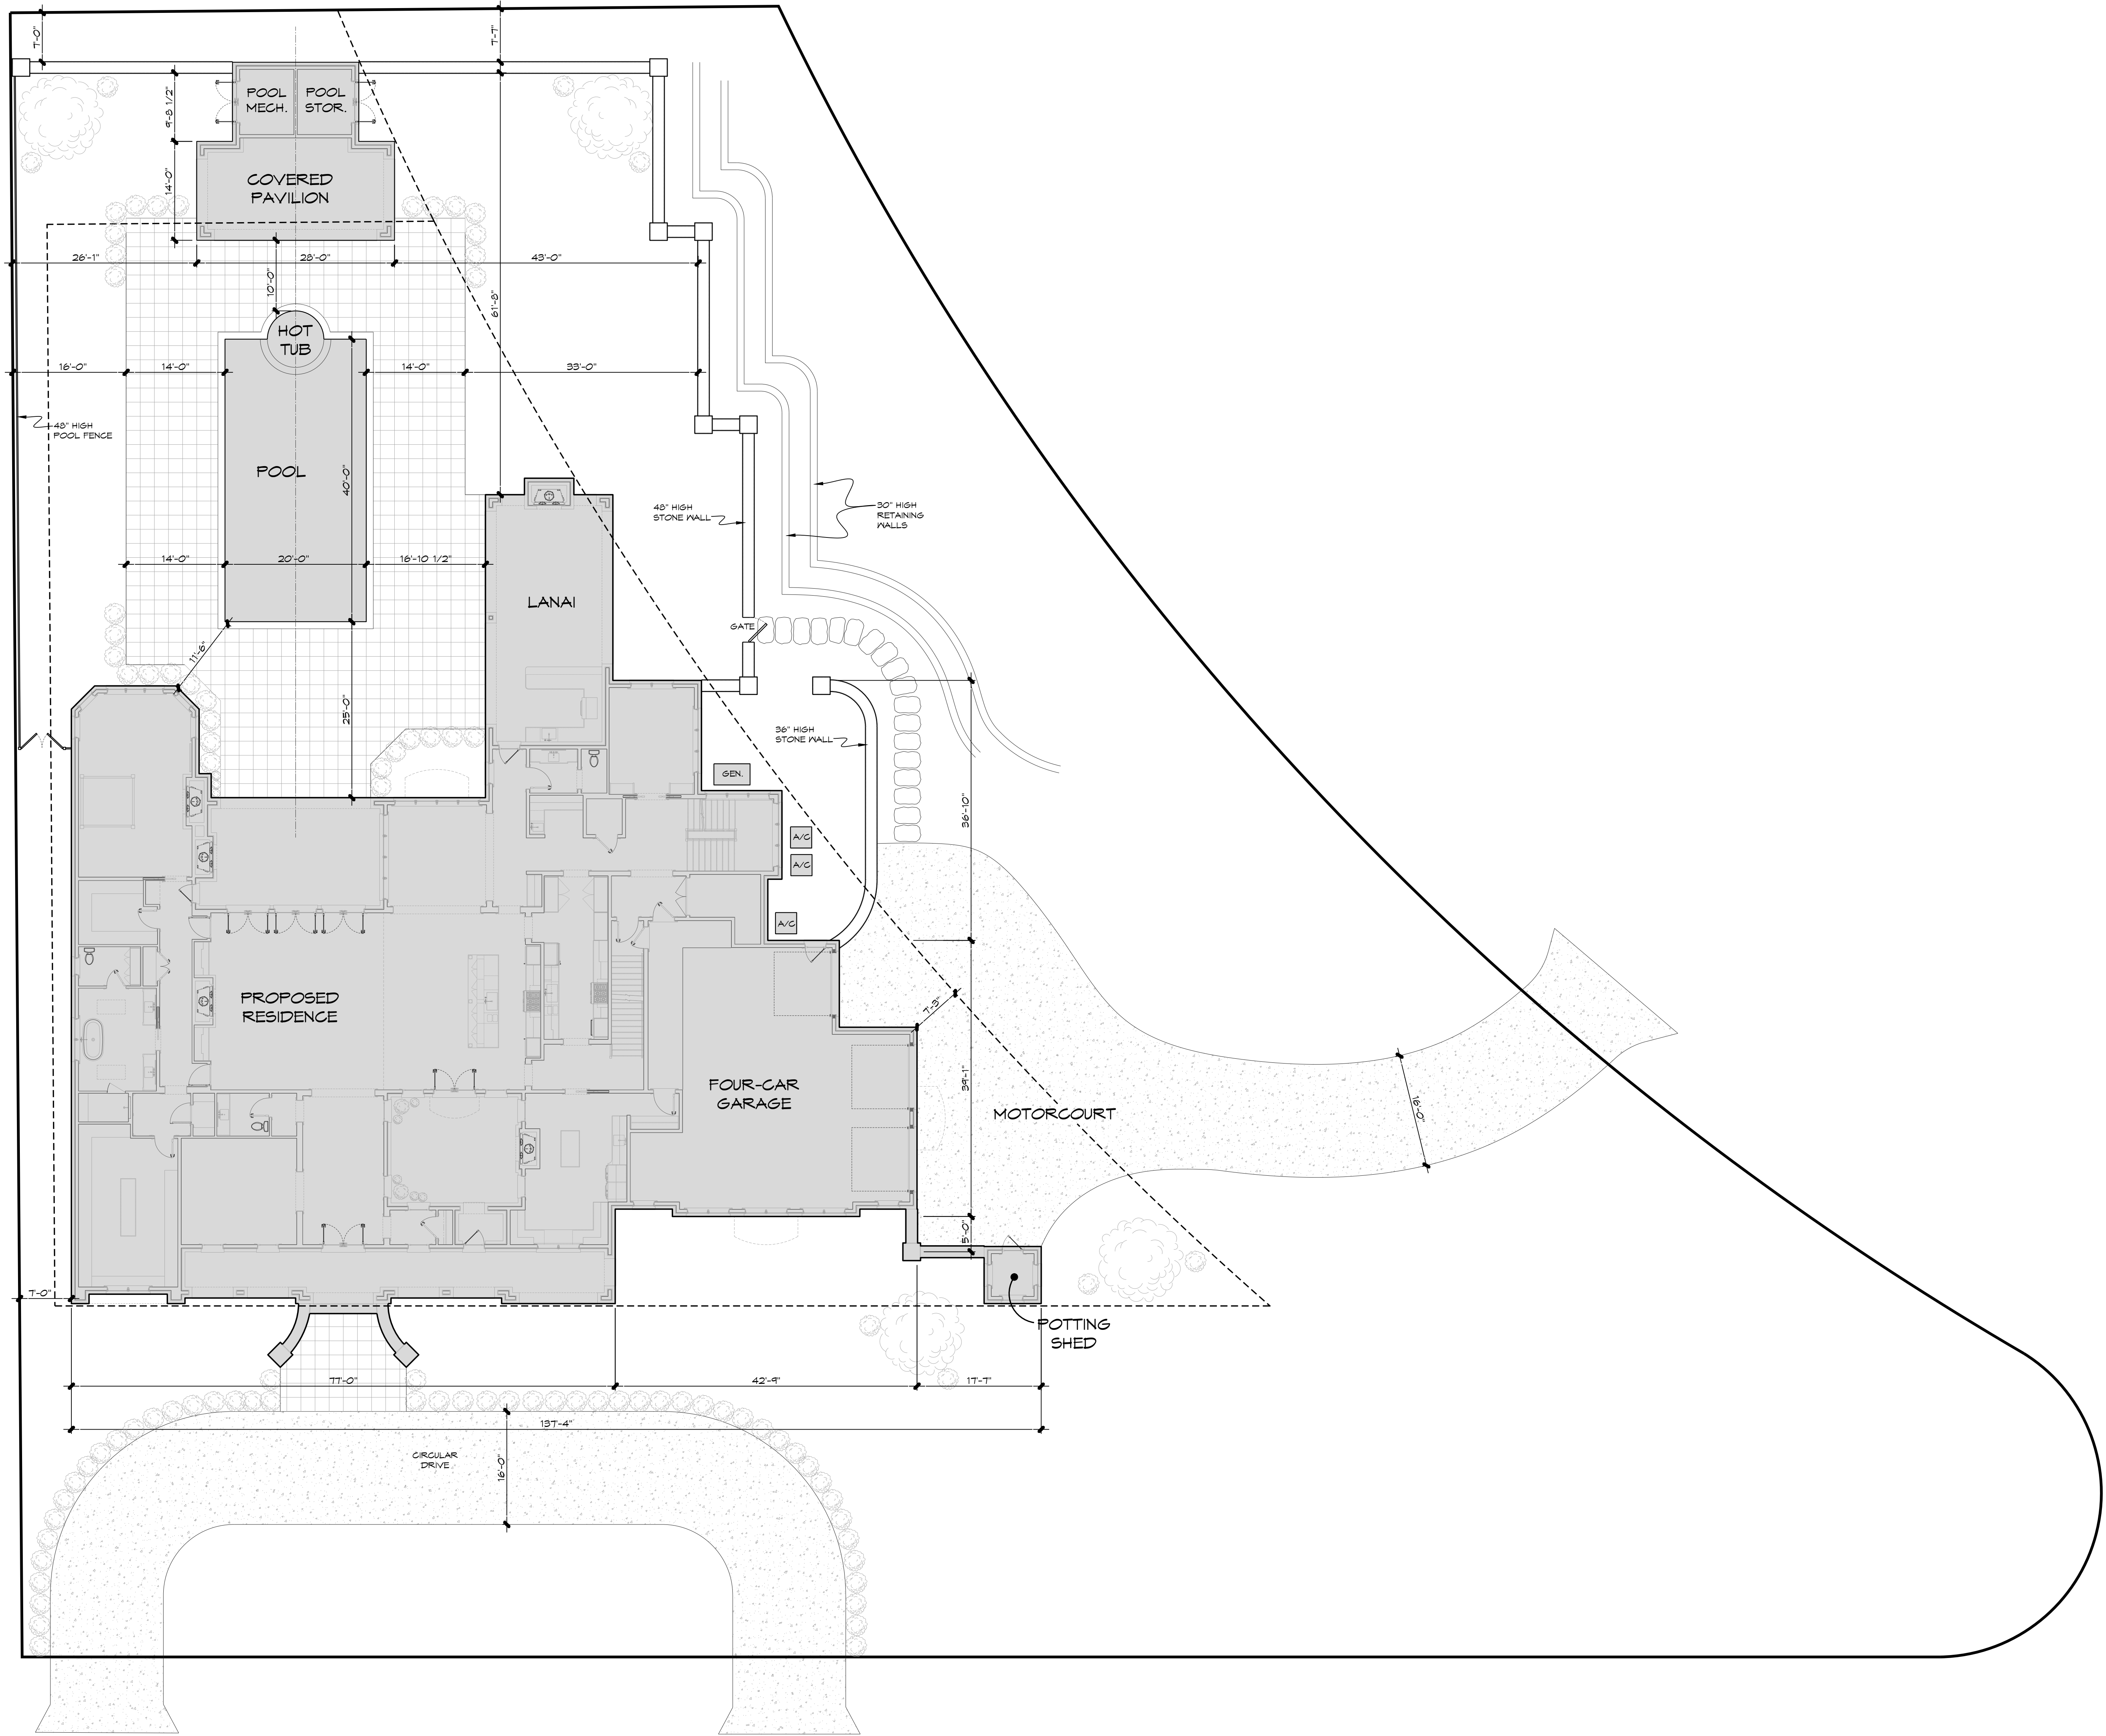 7'-0"
7'-7"
POOL
MECH.
POOL
STOR.
9'-8 1/2"
14'-0"
COVERED
PAVILION
26'-1"
28'-0"
43'-0"
10'-0"
61'-8"
HOT
TUB
16'-0"
14'-0"
14'-0"
33'-0"
48" HIGH
POOL FENCE
POOL
40'-0"
48" HIGH
STONE WALL
30" HIGH
RETAINING
WALLS
14'-0"
20'-0"
16'-10 1/2"
LANAI
GATE
11'-6"
25'-0"
36" HIGH
STONE WALL
GEN.
A/C
A/C
A/C
36'-10"
PROPOSED
RESIDENCE
7'-3"
FOUR-CAR
GARAGE
39'-1"
MOTORCOURT
16'-0"
5'-0"
7'-0"
POTTING
SHED
77'-0"
42'-9"
17'-7"
137'-4"
CIRCULAR
DRIVE
16'-0"